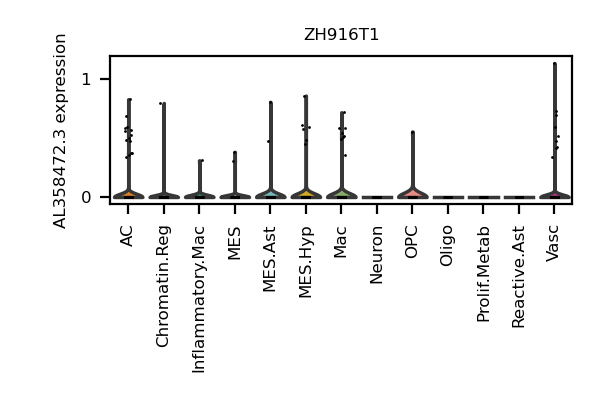 ZH916T1
AL358472.3 expression
1
0
AC
Chromatin.Reg
Inflammatory.Mac
MES
MES.Ast
MES.Hyp
Mac
Neuron
OPC
Oligo
Prolif.Metab
Reactive.Ast
Vasc